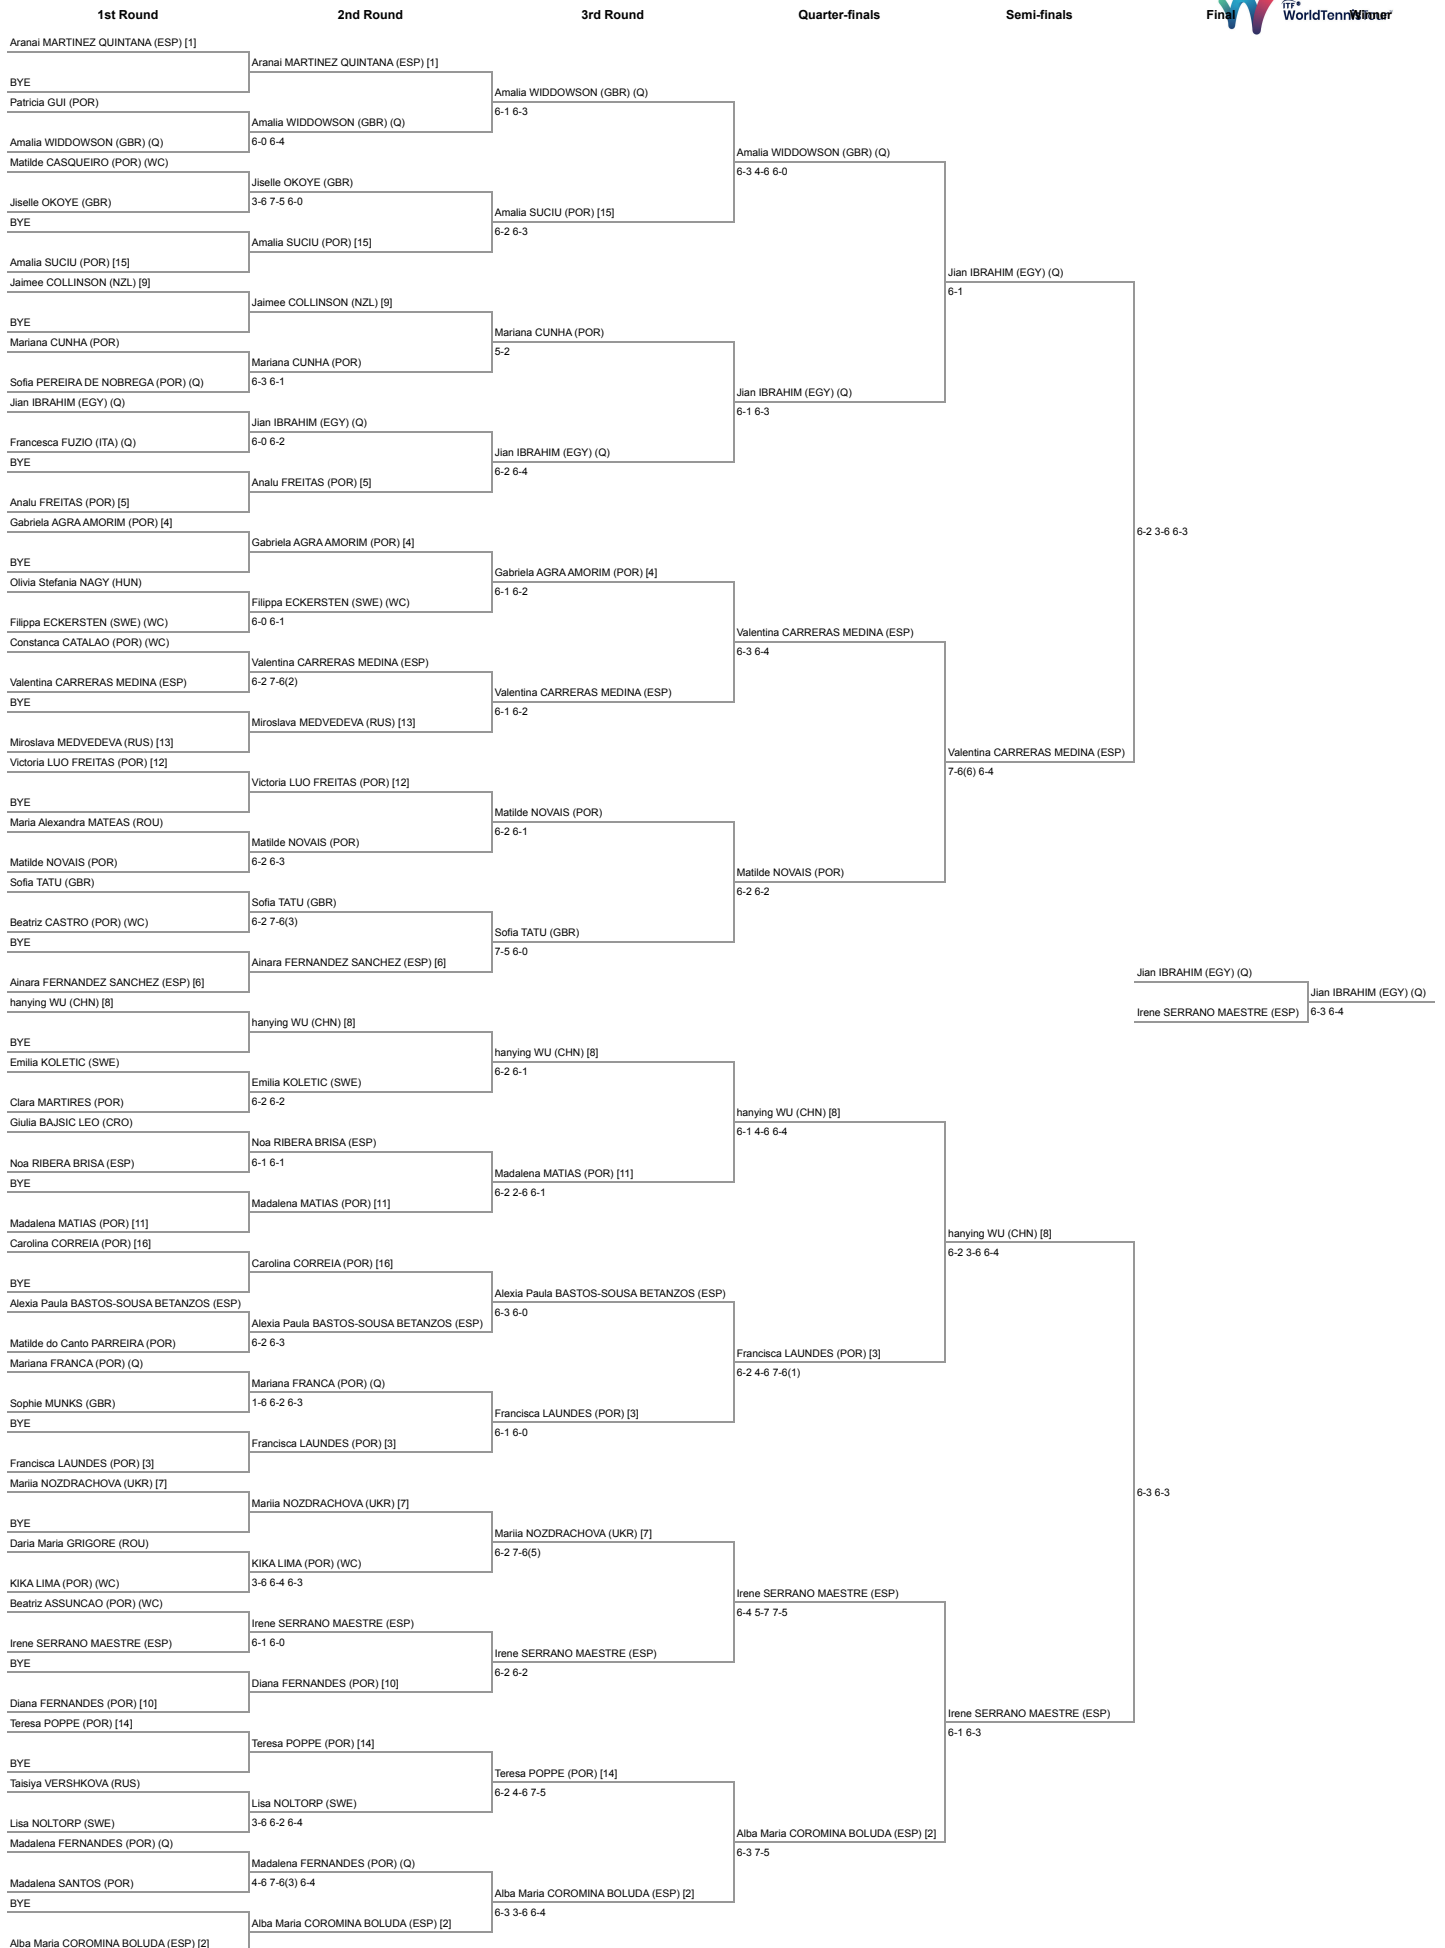 1st Round
2nd Round
3rd Round
Quarter-finals
Semi-finals
Final
Winner
ITF
WorldTennisTour
Aranai MARTINEZ QUINTANA (ESP) [1]
BYE
Patricia GUI (POR)
Amalia WIDDOWSON (GBR) (Q)
Matilde CASQUEIRO (POR) (WC)
Jiselle OKOYE (GBR)
BYE
Amalia SUCIU (POR) [15]
Jaimee COLLINSON (NZL) [9]
BYE
Mariana CUNHA (POR)
Sofia PEREIRA DE NOBREGA (POR) (Q)
Jian IBRAHIM (EGY) (Q)
Francesca FUZIO (ITA) (Q)
BYE
Analu FREITAS (POR) [5]
Gabriela AGRA AMORIM (POR) [4]
BYE
Olivia Stefania NAGY (HUN)
Filippa ECKERSTEN (SWE) (WC)
Constanca CATALAO (POR) (WC)
Valentina CARRERAS MEDINA (ESP)
BYE
Miroslava MEDVEDEVA (RUS) [13]
Victoria LUO FREITAS (POR) [12]
BYE
Maria Alexandra MATEAS (ROU)
Matilde NOVAIS (POR)
Sofia TATU (GBR)
Beatriz CASTRO (POR) (WC)
BYE
Ainara FERNANDEZ SANCHEZ (ESP) [6]
hanying WU (CHN) [8]
BYE
Emilia KOLETIC (SWE)
Clara MARTIRES (POR)
Giulia BAJSIC LEO (CRO)
Noa RIBERA BRISA (ESP)
BYE
Madalena MATIAS (POR) [11]
Carolina CORREIA (POR) [16]
BYE
Alexia Paula BASTOS-SOUSA BETANZOS (ESP)
Matilde do Canto PARREIRA (POR)
Mariana FRANCA (POR) (Q)
Sophie MUNKS (GBR)
BYE
Francisca LAUNDES (POR) [3]
Mariia NOZDRACHOVA (UKR) [7]
BYE
Daria Maria GRIGORE (ROU)
KIKA LIMA (POR) (WC)
Beatriz ASSUNCAO (POR) (WC)
Irene SERRANO MAESTRE (ESP)
BYE
Diana FERNANDES (POR) [10]
Teresa POPPE (POR) [14]
BYE
Taisiya VERSHKOVA (RUS)
Lisa NOLTORP (SWE)
Madalena FERNANDES (POR) (Q)
Madalena SANTOS (POR)
BYE
Alba Maria COROMINA BOLUDA (ESP) [2]
Aranai MARTINEZ QUINTANA (ESP) [1]
Amalia WIDDOWSON (GBR) (Q)
6-0 6-4
Jiselle OKOYE (GBR)
3-6 7-5 6-0
Amalia SUCIU (POR) [15]
Jaimee COLLINSON (NZL) [9]
Mariana CUNHA (POR)
6-3 6-1
Jian IBRAHIM (EGY) (Q)
6-0 6-2
Analu FREITAS (POR) [5]
Gabriela AGRA AMORIM (POR) [4]
Filippa ECKERSTEN (SWE) (WC)
6-0 6-1
Valentina CARRERAS MEDINA (ESP)
6-2 7-6(2)
Miroslava MEDVEDEVA (RUS) [13]
Victoria LUO FREITAS (POR) [12]
Matilde NOVAIS (POR)
6-2 6-3
Sofia TATU (GBR)
6-2 7-6(3)
Ainara FERNANDEZ SANCHEZ (ESP) [6]
hanying WU (CHN) [8]
Emilia KOLETIC (SWE)
6-2 6-2
Noa RIBERA BRISA (ESP)
6-1 6-1
Madalena MATIAS (POR) [11]
Carolina CORREIA (POR) [16]
Alexia Paula BASTOS-SOUSA BETANZOS (ESP)
6-2 6-3
Mariana FRANCA (POR) (Q)
1-6 6-2 6-3
Francisca LAUNDES (POR) [3]
Mariia NOZDRACHOVA (UKR) [7]
KIKA LIMA (POR) (WC)
3-6 6-4 6-3
Irene SERRANO MAESTRE (ESP)
6-1 6-0
Diana FERNANDES (POR) [10]
Teresa POPPE (POR) [14]
Lisa NOLTORP (SWE)
3-6 6-2 6-4
Madalena FERNANDES (POR) (Q)
4-6 7-6(3) 6-4
Alba Maria COROMINA BOLUDA (ESP) [2]
Amalia WIDDOWSON (GBR) (Q)
6-1 6-3
Amalia SUCIU (POR) [15]
6-2 6-3
Mariana CUNHA (POR)
5-2
Jian IBRAHIM (EGY) (Q)
6-2 6-4
Gabriela AGRA AMORIM (POR) [4]
6-1 6-2
Valentina CARRERAS MEDINA (ESP)
6-1 6-2
Matilde NOVAIS (POR)
6-2 6-1
Sofia TATU (GBR)
7-5 6-0
hanying WU (CHN) [8]
6-2 6-1
Madalena MATIAS (POR) [11]
6-2 2-6 6-1
Alexia Paula BASTOS-SOUSA BETANZOS (ESP)
6-3 6-0
Francisca LAUNDES (POR) [3]
6-1 6-0
Mariia NOZDRACHOVA (UKR) [7]
6-2 7-6(5)
Irene SERRANO MAESTRE (ESP)
6-2 6-2
Teresa POPPE (POR) [14]
6-2 4-6 7-5
Alba Maria COROMINA BOLUDA (ESP) [2]
6-3 3-6 6-4
Amalia WIDDOWSON (GBR) (Q)
6-3 4-6 6-0
Jian IBRAHIM (EGY) (Q)
6-1 6-3
Valentina CARRERAS MEDINA (ESP)
6-3 6-4
Matilde NOVAIS (POR)
6-2 6-2
hanying WU (CHN) [8]
6-1 4-6 6-4
Francisca LAUNDES (POR) [3]
6-2 4-6 7-6(1)
Irene SERRANO MAESTRE (ESP)
6-4 5-7 7-5
Alba Maria COROMINA BOLUDA (ESP) [2]
6-3 7-5
Jian IBRAHIM (EGY) (Q)
6-1
Valentina CARRERAS MEDINA (ESP)
7-6(6) 6-4
hanying WU (CHN) [8]
6-2 3-6 6-4
Irene SERRANO MAESTRE (ESP)
6-1 6-3
6-2 3-6 6-3
Jian IBRAHIM (EGY) (Q)
Irene SERRANO MAESTRE (ESP)
6-3 6-3
Jian IBRAHIM (EGY) (Q)
6-3 6-4